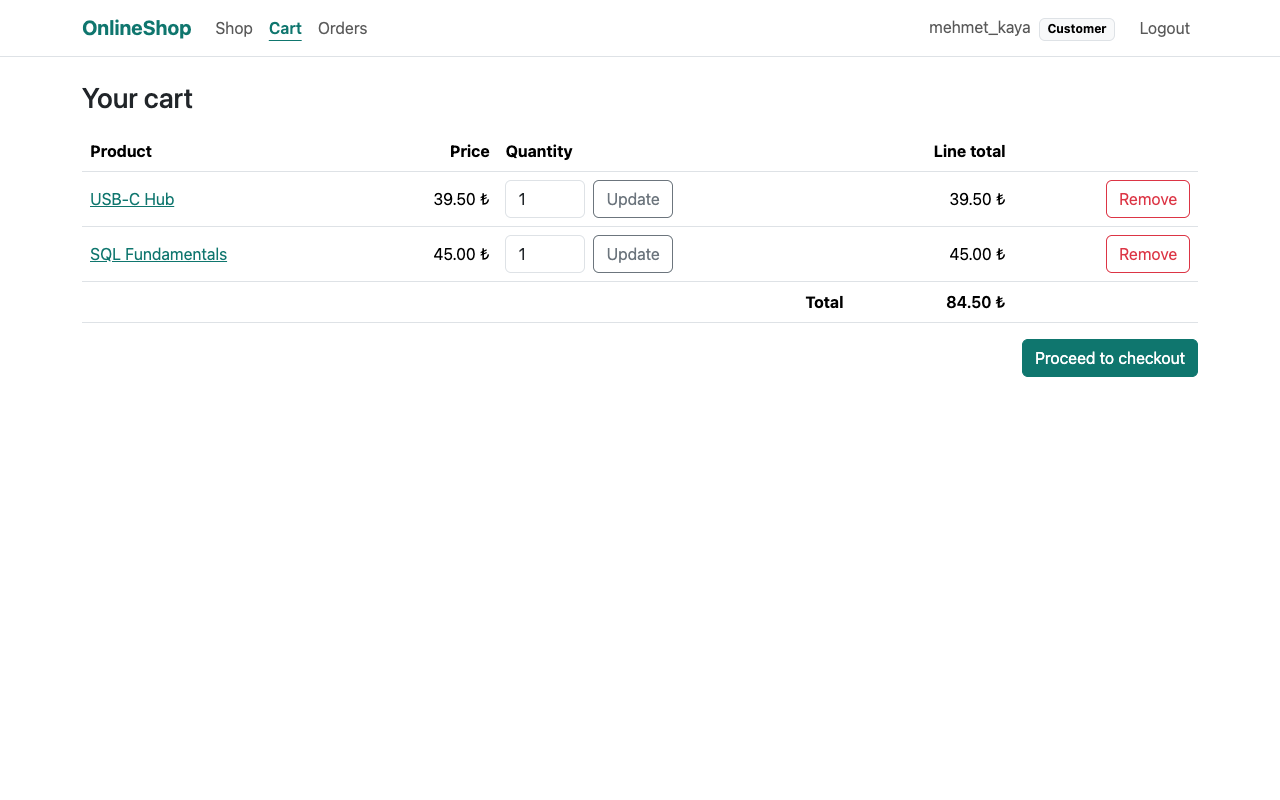 OnlineShop Shop Cart Orders mehmet_kaya Customer Logout
Your cart
Product Price Quantity Line total
USB-C Hub 39.50 ₺ 1 Update 39.50 ₺ Remove
SQL Fundamentals 45.00 ₺ 1 Update 45.00 ₺ Remove
Total 84.50 ₺
Proceed to checkout